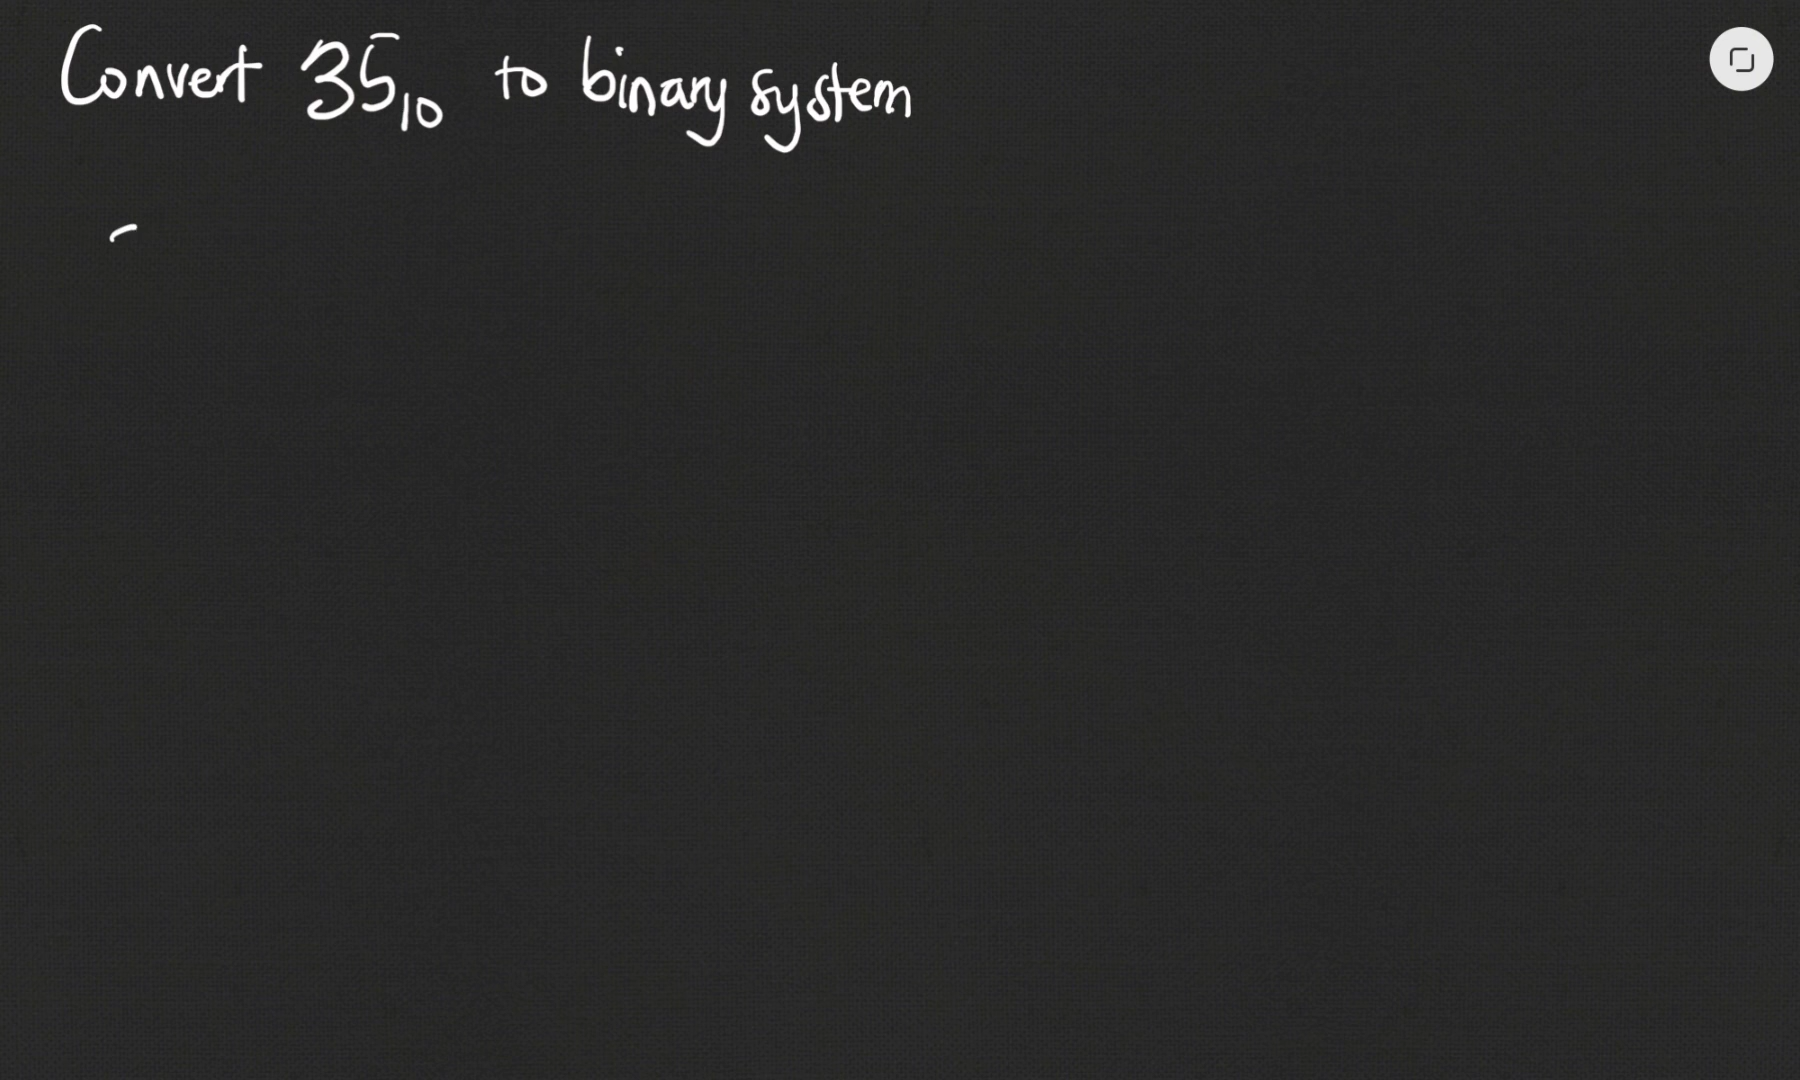 Convert 35₁₀ to binary system